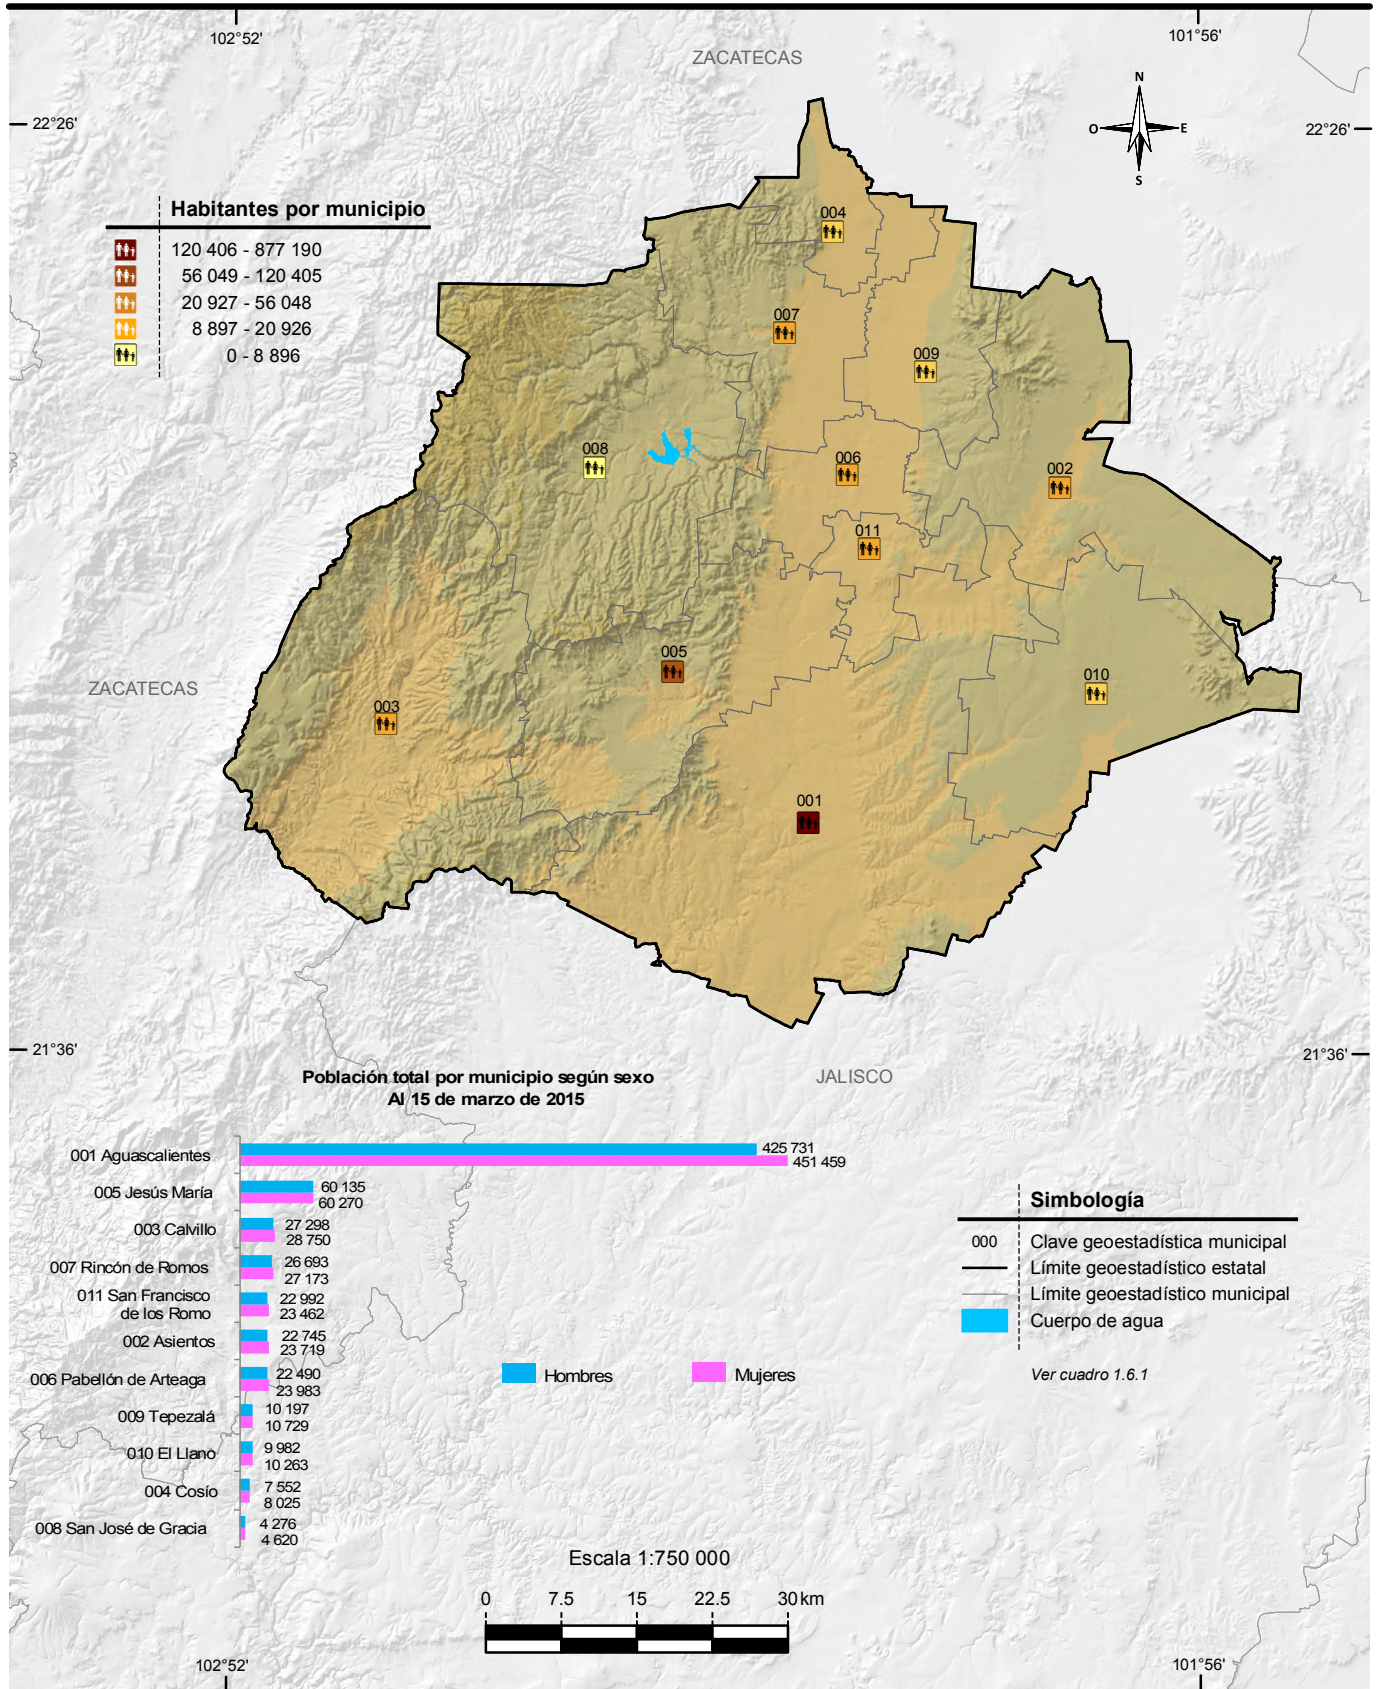 102°52'
101°56'
ZACATECAS
N
O
E
S
22°26'
22°26'
Habitantes por municipio
120 406 - 877 190
56 049 - 120 405
20 927 - 56 048
8 897 - 20 926
0 - 8 896
004
007
009
008
006
002
011
005
010
ZACATECAS
003
001
21°36'
21°36'
JALISCO
Población total por municipio según sexo
Al 15 de marzo de 2015
001 Aguascalientes
425 731
451 459
005 Jesús María
60 135
60 270
003 Calvillo
27 298
28 750
007 Rincón de Romos
26 693
27 173
011 San Francisco
de los Romo
22 992
23 462
002 Asientos
22 745
23 719
006 Pabellón de Arteaga
22 490
23 983
009 Tepezalá
10 197
10 729
010 El Llano
9 982
10 263
004 Cosío
7 552
8 025
008 San José de Gracia
4 276
4 620
Hombres
Mujeres
Simbología
000 Clave geoestadística municipal
Límite geoestadístico estatal
Límite geoestadístico municipal
Cuerpo de agua
Ver cuadro 1.6.1
Escala 1:750 000
0 7.5 15 22.5 30 km
102°52'
101°56'